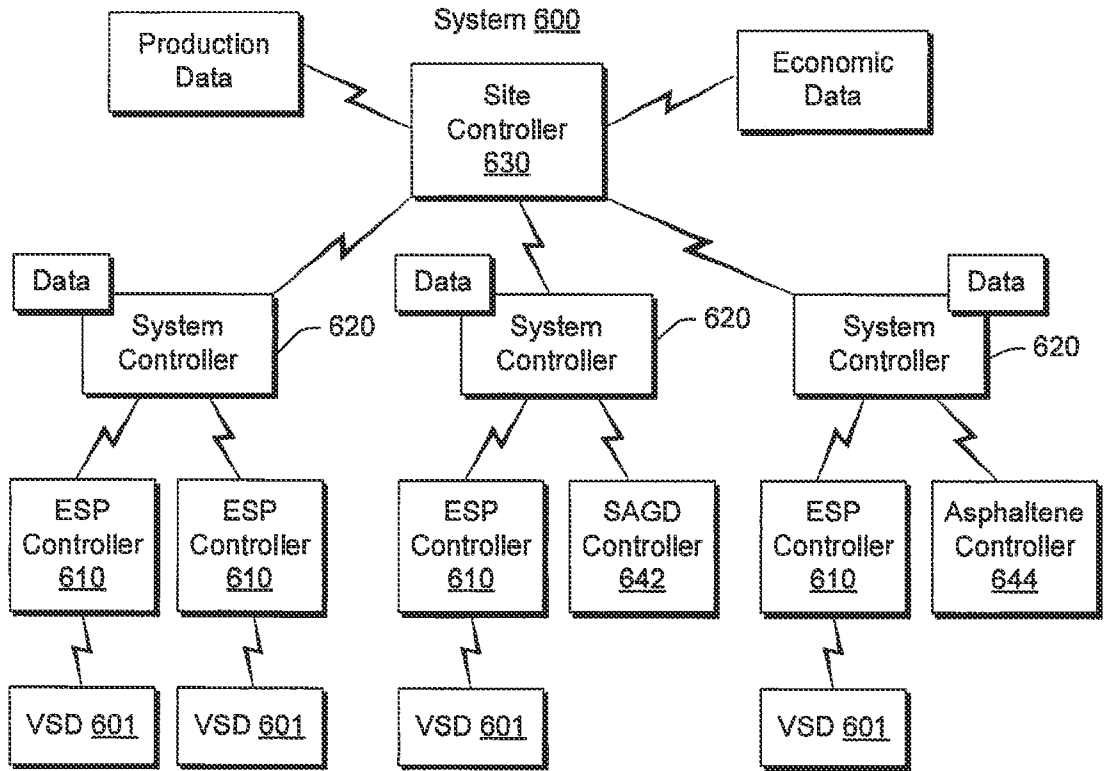 System 600
Production
Data
Economic
Data
Site
Controller
630
Data
System
Controller
620
Data
System
Controller
620
Data
System
Controller
620
ESP
Controller
610
ESP
Controller
610
ESP
Controller
610
SAGD
Controller
642
ESP
Controller
610
Asphaltene
Controller
644
VSD 601
VSD 601
VSD 601
VSD 601